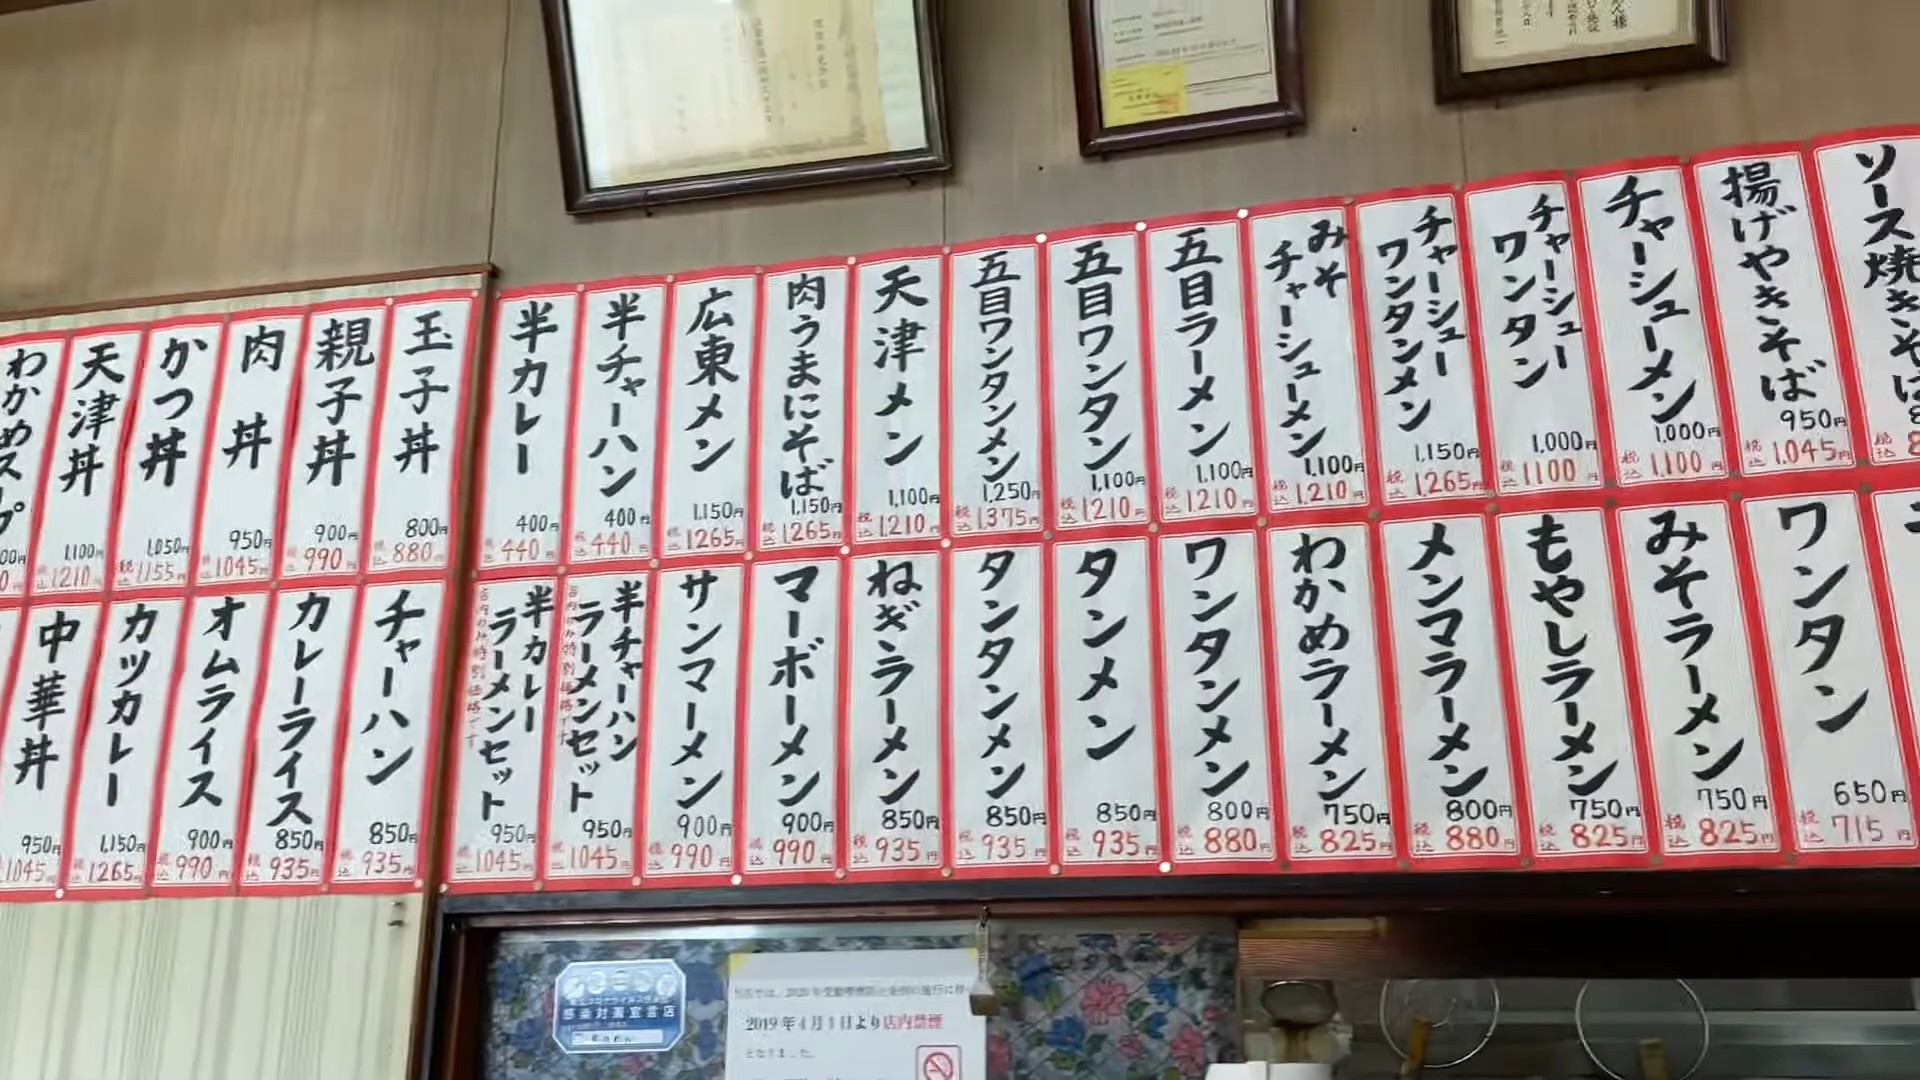 ソース焼きそば
揚げやきそば
950円
税込1.045円
チャーシューメン
1,000円
税込1,100円
チャーシュー
ワンタン
1,000円
税込1100円
チャーシュー
ワンタンメン
1,150円
税込1,265円
みそ
チャーシューメン
1,100円
税込1,210円
五目ラーメン
1,100円
税込1210円
五目ワンタン
1,100円
税込1210円
五目ワンタンメン
1,250円
税込1375円
天津メン
1,100円
税込1210円
肉うまにそば
1,150円
税込1265円
広東メン
1,150円
税込1265円
半チャーハン
400円
税込440円
半カレー
400円
税込440円
ワンタン
650円
税込715円
みそラーメン
750円
税込825円
もやしラーメン
750円
税込825円
メンマラーメン
800円
税込880円
わかめラーメン
750円
税込825円
ワンタンメン
800円
税込880円
タンメン
850円
税込935円
タンタンメン
850円
税込935円
ねぎラーメン
850円
税込935円
マーボーメン
900円
税込990円
サンマーメン
900円
税込990円
半チャーハン
ラーメンセット
店内のみ特別価格です
950円
税込1045円
半カレー
ラーメンセット
店内のみ特別価格です
950円
税込1045円
玉子丼
800円
税込880円
親子丼
900円
税込990円
肉丼
950円
税込1045円
かつ丼
1,050円
税込1155円
天津丼
1,100円
税込1210円
わかめスープ
チャーハン
850円
税込935円
カレーライス
850円
税込935円
オムライス
900円
税込990円
カツカレー
1,150円
税込1265円
中華丼
950円
1045円
感染対策宣言店
2019年4月1日より店内禁煙
となりました。